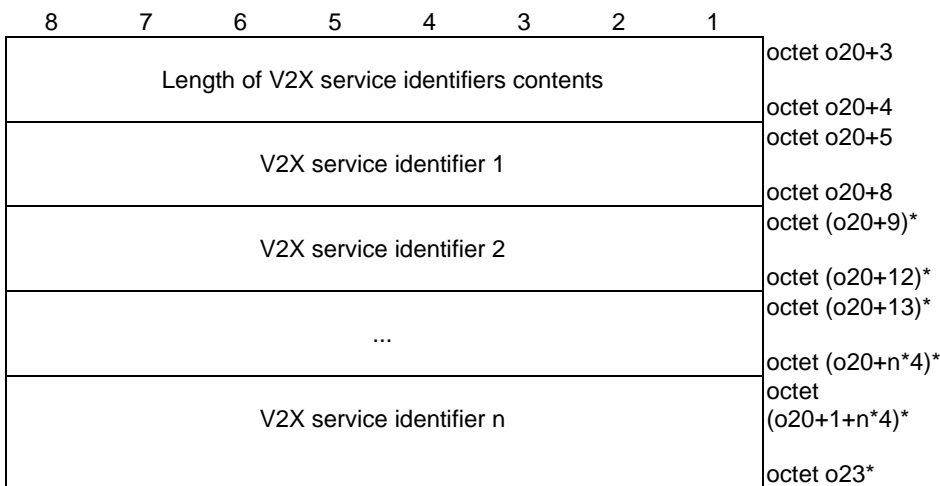 8 7 6 5 4 3 2 1
octet o20+3
Length of V2X service identifiers contents
octet o20+4
octet o20+5
V2X service identifier 1
octet o20+8
octet (o20+9)*
V2X service identifier 2
octet (o20+12)*
octet (o20+13)*
...
octet (o20+n*4)*
octet
V2X service identifier n (o20+1+n*4)*
octet o23*